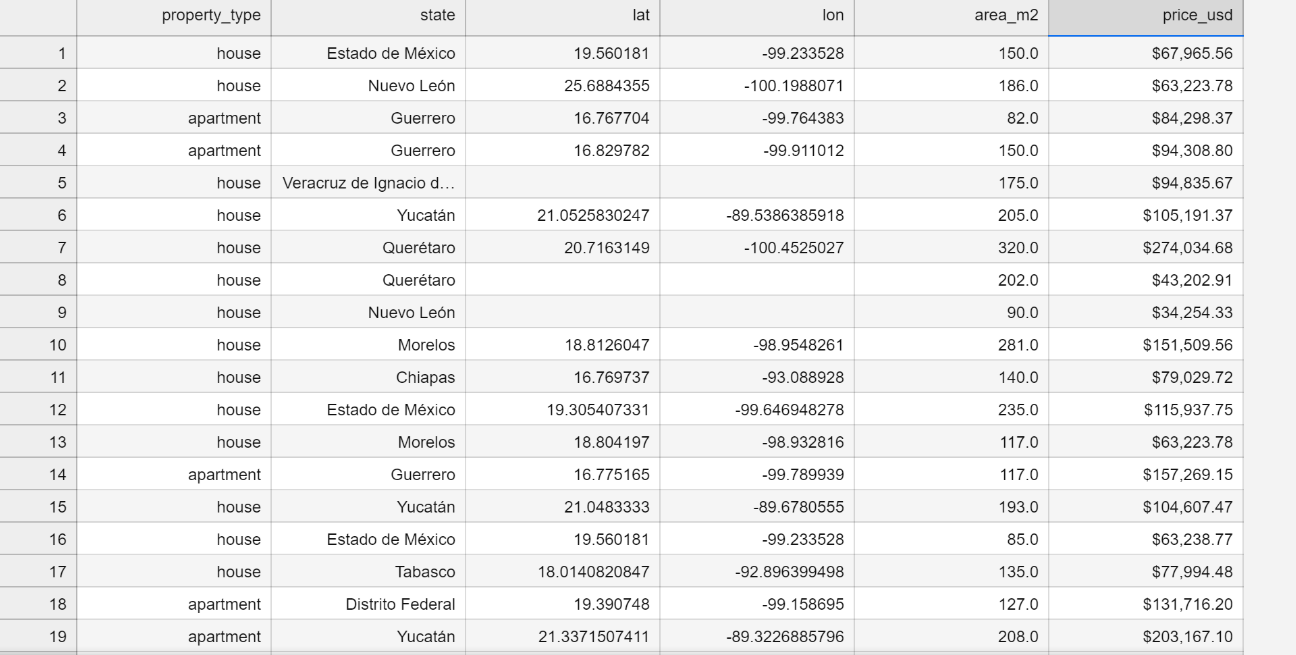 property_type state lat lon area_m2 price_usd
1 house Estado de México 19.560181 -99.233528 150.0 $67,965.56
2 house Nuevo León 25.6884355 -100.1988071 186.0 $63,223.78
3 apartment Guerrero 16.767704 -99.764383 82.0 $84,298.37
4 apartment Guerrero 16.829782 -99.911012 150.0 $94,308.80
5 house Veracruz de Ignacio d... 175.0 $94,835.67
6 house Yucatán 21.0525830247 -89.5386385918 205.0 $105,191.37
7 house Querétaro 20.7163149 -100.4525027 320.0 $274,034.68
8 house Querétaro 202.0 $43,202.91
9 house Nuevo León 90.0 $34,254.33
10 house Morelos 18.8126047 -98.9548261 281.0 $151,509.56
11 house Chiapas 16.769737 -93.088928 140.0 $79,029.72
12 house Estado de México 19.305407331 -99.646948278 235.0 $115,937.75
13 house Morelos 18.804197 -98.932816 117.0 $63,223.78
14 apartment Guerrero 16.775165 -99.789939 117.0 $157,269.15
15 house Yucatán 21.0483333 -89.6780555 193.0 $104,607.47
16 house Estado de México 19.560181 -99.233528 85.0 $63,238.77
17 house Tabasco 18.0140820847 -92.896399498 135.0 $77,994.48
18 apartment Distrito Federal 19.390748 -99.158695 127.0 $131,716.20
19 apartment Yucatán 21.3371507411 -89.3226885796 208.0 $203,167.10